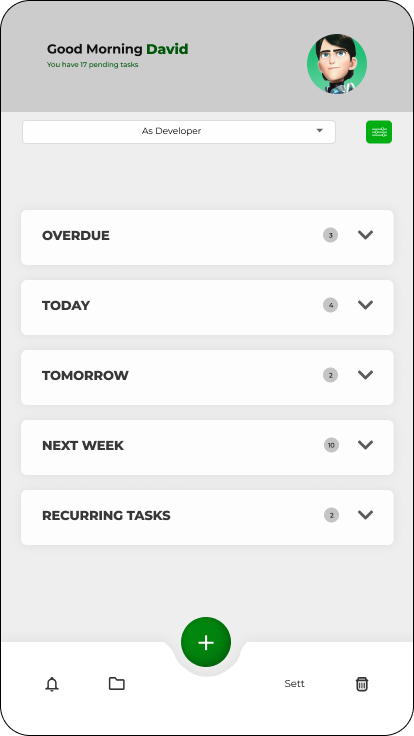 Good Morning David
You have 17 pending tasks
As Developer
OVERDUE 3
TODAY 4
TOMORROW 2
NEXT WEEK 10
RECURRING TASKS 2
Sett